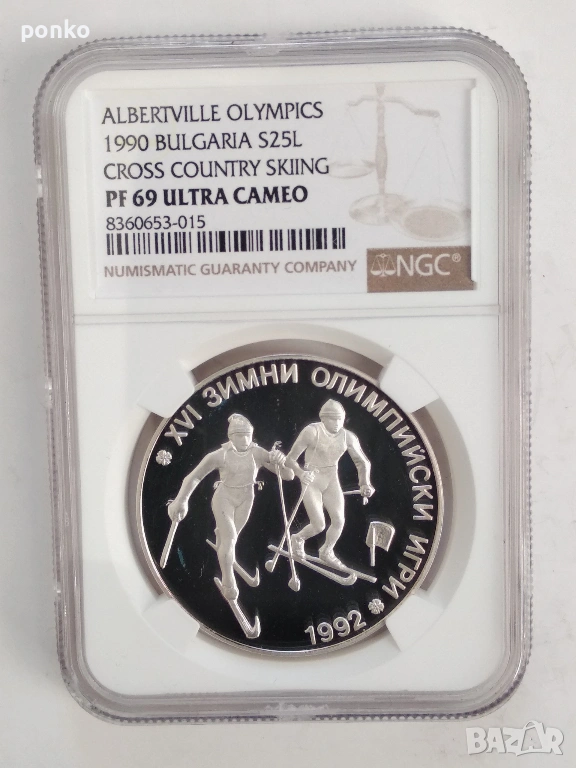 ponko
ALBERTVILLE OLYMPICS
1990 BULGARIA S25L
CROSS COUNTRY SKIING
PF 69 ULTRA CAMEO
8360653-015
NUMISMATIC GUARANTY COMPANY
NGC®
XVI ЗИМНИ ОЛИМПИЙСКИ ИГРИ
1992
BAZAR